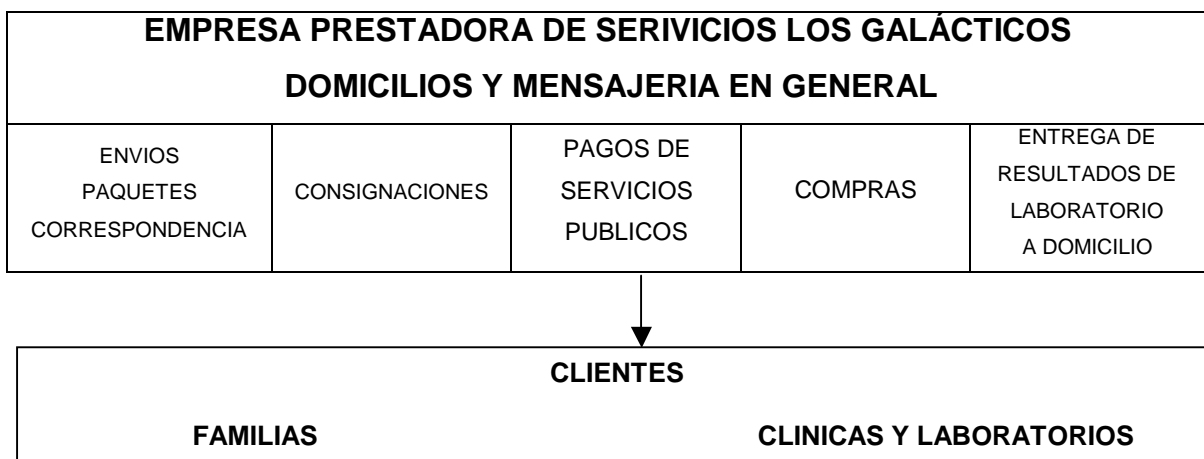 EMPRESA PRESTADORA DE SERIVICIOS LOS GALÁCTICOS
DOMICILIOS Y MENSAJERIA EN GENERAL
ENVIOS
PAQUETES
CORRESPONDENCIA
CONSIGNACIONES
PAGOS DE
SERVICIOS
PUBLICOS
COMPRAS
ENTREGA DE
RESULTADOS DE
LABORATORIO
A DOMICILIO
CLIENTES
FAMILIAS
CLINICAS Y LABORATORIOS